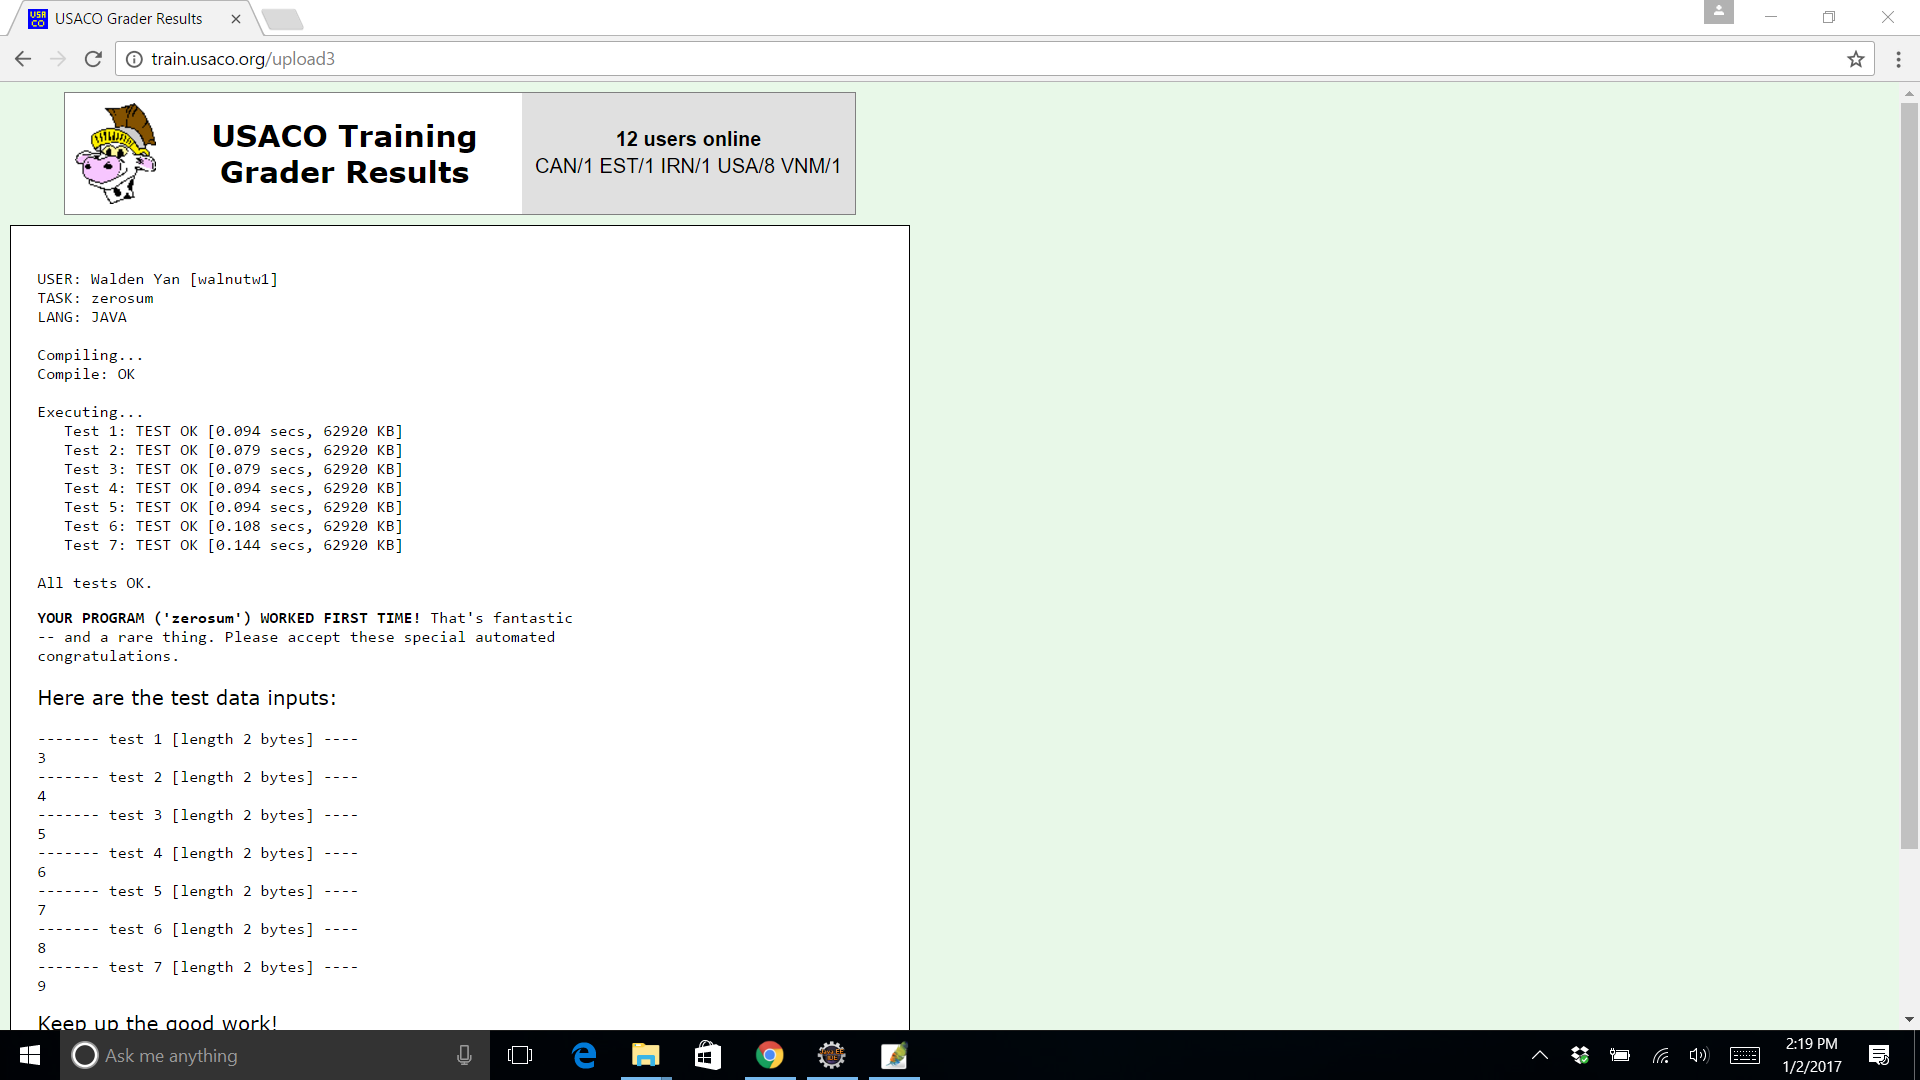 USACO Grader Results
train.usaco.org/upload3
USACO Training
Grader Results
12 users online
CAN/1 EST/1 IRN/1 USA/8 VNM/1
USER: Walden Yan [walnutw1]
TASK: zerosum
LANG: JAVA
Compiling...
Compile: OK
Executing...
Test 1: TEST OK [0.094 secs, 62920 KB]
Test 2: TEST OK [0.079 secs, 62920 KB]
Test 3: TEST OK [0.079 secs, 62920 KB]
Test 4: TEST OK [0.094 secs, 62920 KB]
Test 5: TEST OK [0.094 secs, 62920 KB]
Test 6: TEST OK [0.108 secs, 62920 KB]
Test 7: TEST OK [0.144 secs, 62920 KB]
All tests OK.
YOUR PROGRAM ('zerosum') WORKED FIRST TIME! That's fantastic
-- and a rare thing. Please accept these special automated
congratulations.
Here are the test data inputs:
------- test 1 [length 2 bytes] ----
3
------- test 2 [length 2 bytes] ----
4
------- test 3 [length 2 bytes] ----
5
------- test 4 [length 2 bytes] ----
6
------- test 5 [length 2 bytes] ----
7
------- test 6 [length 2 bytes] ----
8
------- test 7 [length 2 bytes] ----
9
Keep up the good work!
Ask me anything
2:19 PM
1/2/2017